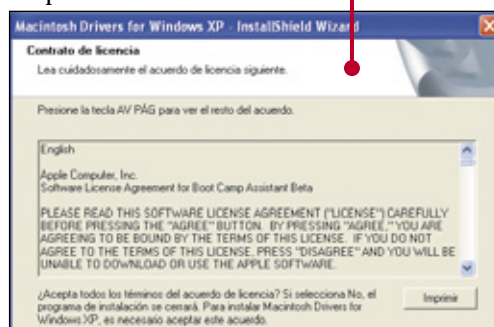 Macintosh Drivers for Windows XP - InstallShield Wizard
Contrato de licencia
Lea cuidadosamente el acuerdo de licencia siguiente.
Presione la tecla AV PÁG para ver el resto del acuerdo.
English
Apple Computer, Inc.
Software License Agreement for Boot Camp Assistant Beta
PLEASE READ THIS SOFTWARE LICENSE AGREEMENT ("LICENSE") CAREFULLY
BEFORE PRESSING THE "AGREE" BUTTON. BY PRESSING "AGREE," YOU ARE
AGREEING TO BE BOUND BY THE TERMS OF THIS LICENSE. IF YOU DO NOT
AGREE TO THE TERMS OF THIS LICENSE, PRESS "DISAGREE" AND YOU WILL BE
UNABLE TO DOWNLOAD OR USE THE APPLE SOFTWARE.
¿Acepta todos los términos del acuerdo de licencia? Si selecciona No, el
programa de instalación se cerrará. Para instalar Macintosh Drivers for
Windows XP, es necesario aceptar este acuerdo.
Imprimir